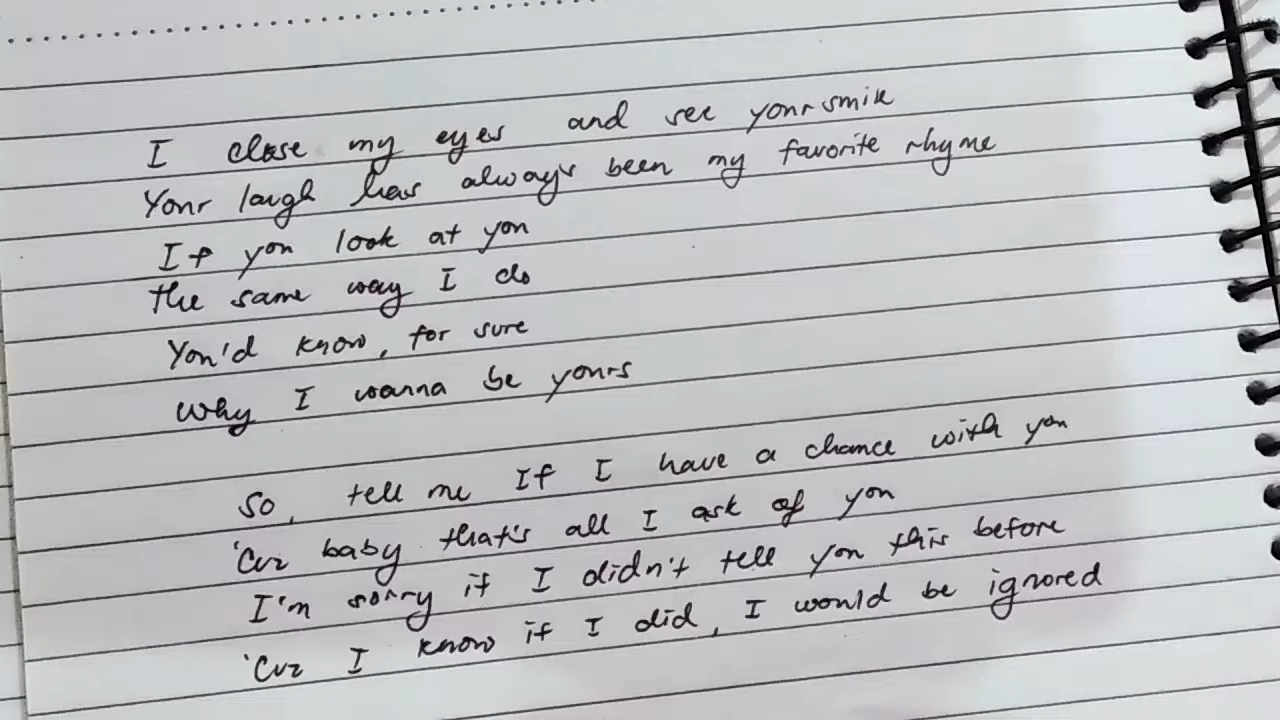 I close my eyes and see your smile
Your laugh has always been my favorite rhyme
If you look at you
the same way I do
You'd know, for sure
Why I wanna be yours
So, tell me If I have a chance with you
'Cuz baby that's all I ask of you
I'm sorry if I didn't tell you this before
'Cuz I know if I did, I would be ignored